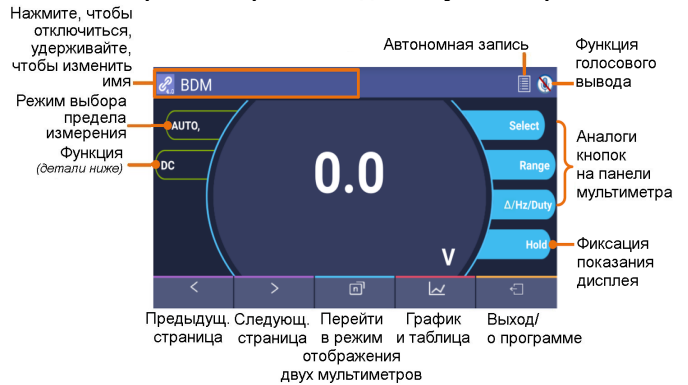 Нажмите, чтобы
отключиться,
удерживайте,
чтобы изменить
имя
Автономная запись
Функция
голосового
вывода
BDM
Режим выбора
предела
измерения
AUTO,
Функция
(детали ниже)
DC
0.0
V
Select
Range
Δ/Hz/Duty
Hold
Аналоги
кнопок
на панели
мультиметра
Фиксация
показания
дисплея
Предыдущ.
страница
Следующ.
страница
Перейти
в режим
отображения
двух мультиметров
График
и таблица
Выход/
о программе